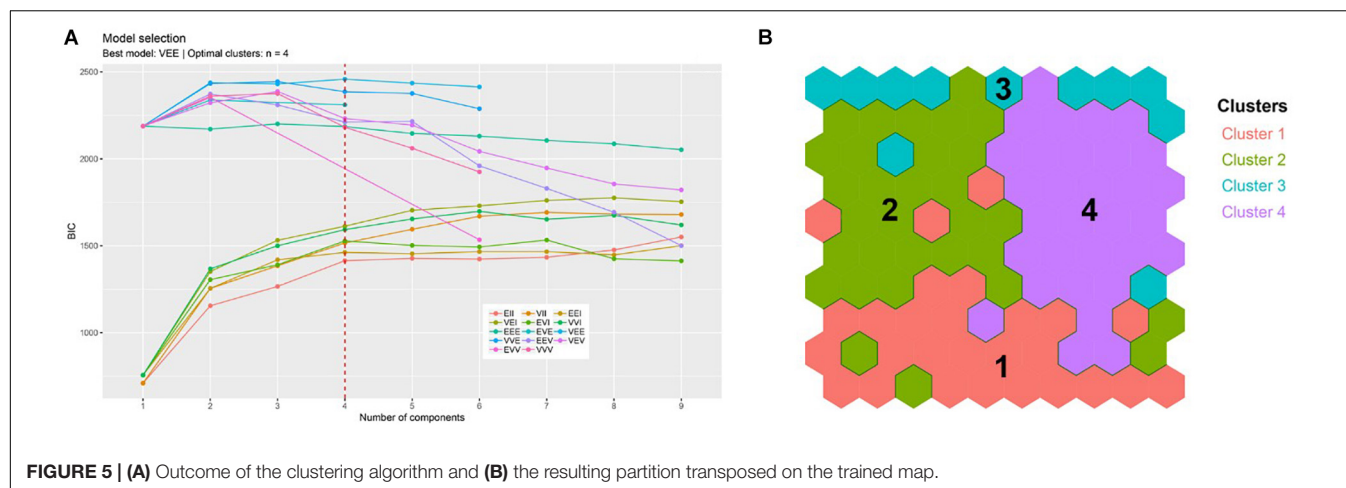 A
Model selection
Best model: VEE | Optimal clusters: n = 4
2500
2000
1500
1000
BIC
1 2 3 4 5 6 7 8 9
Number of components
EII VII EEI
VEI EVI VVI
EEE EVE VEE
VVE EEV VEV
EVV VVV
B
3
2
4
1
Clusters
Cluster 1
Cluster 2
Cluster 3
Cluster 4
FIGURE 5 | (A) Outcome of the clustering algorithm and (B) the resulting partition transposed on the trained map.